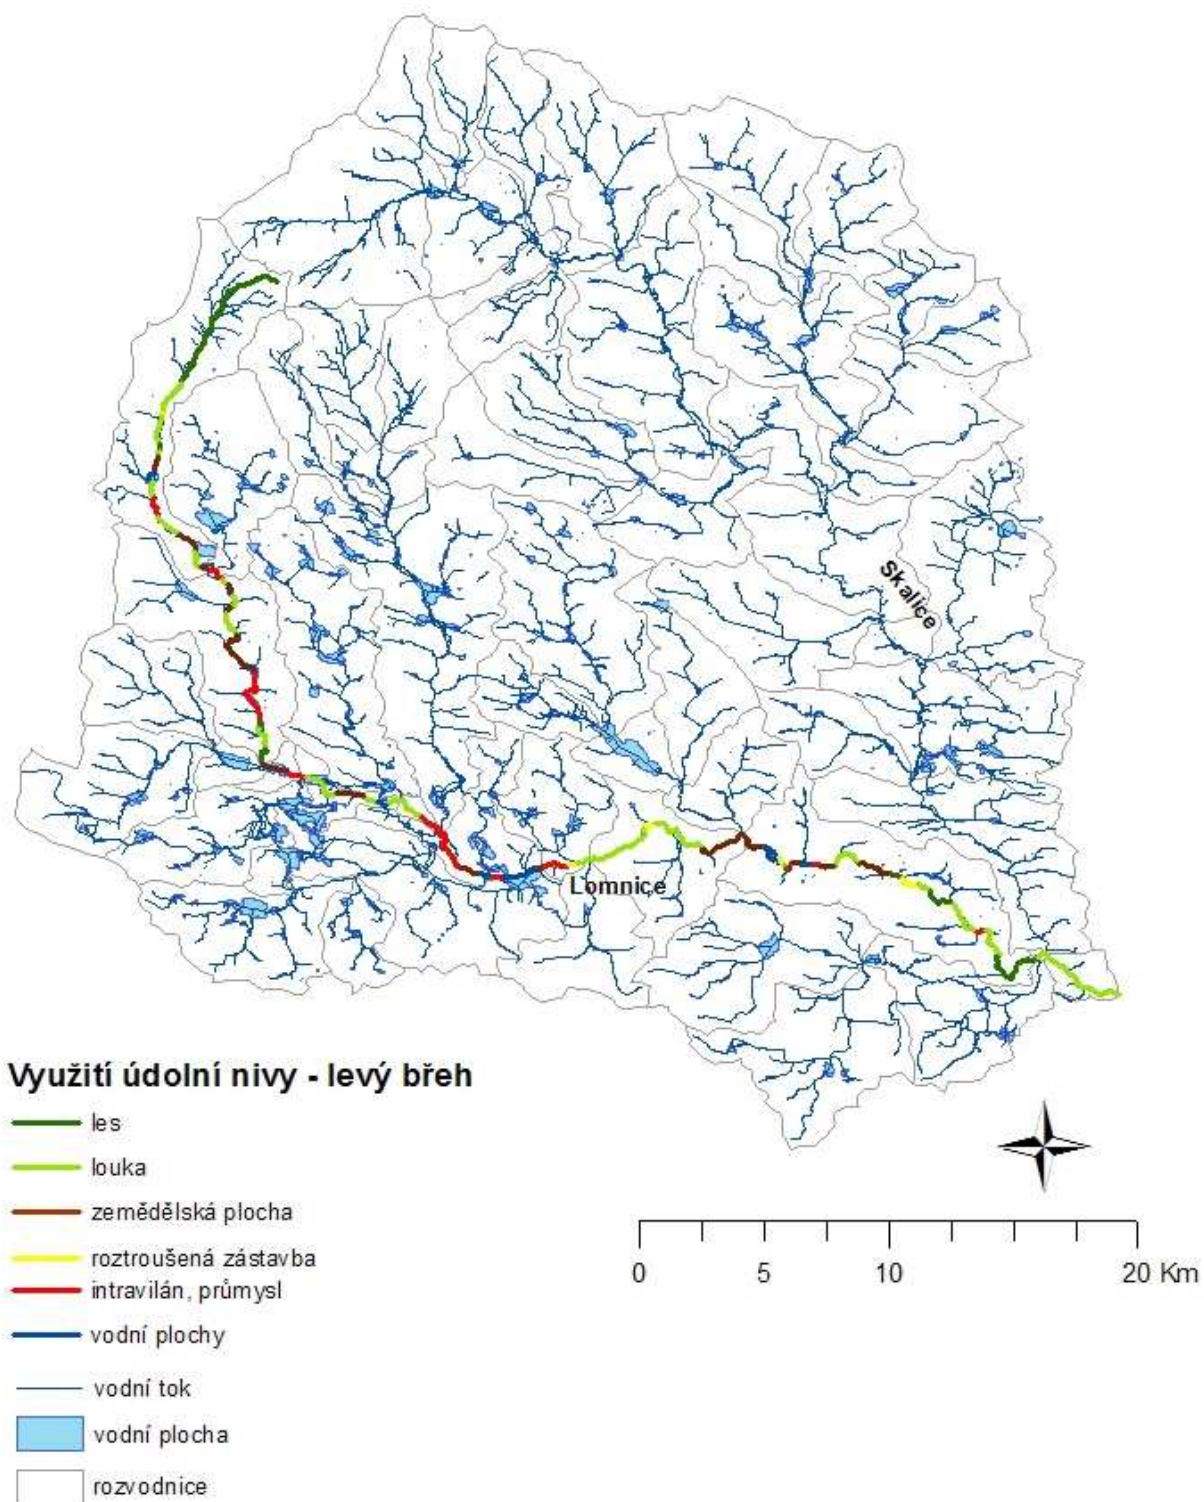 Skalice
Lomnice
Využití údolní nivy - levý břeh
les
louka
zemědělská plocha
roztroušená zástavba
intravilán, průmysl
vodní plochy
vodní tok
vodní plocha
rozvodnice
0 5 10 20 Km